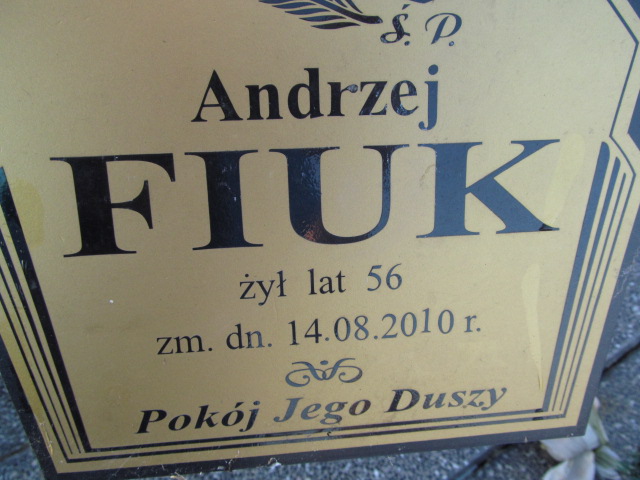 Ś. P.
Andrzej
FIUK
żył lat 56
zm. dn. 14.08.2010 r.
Pokój Jego Duszy